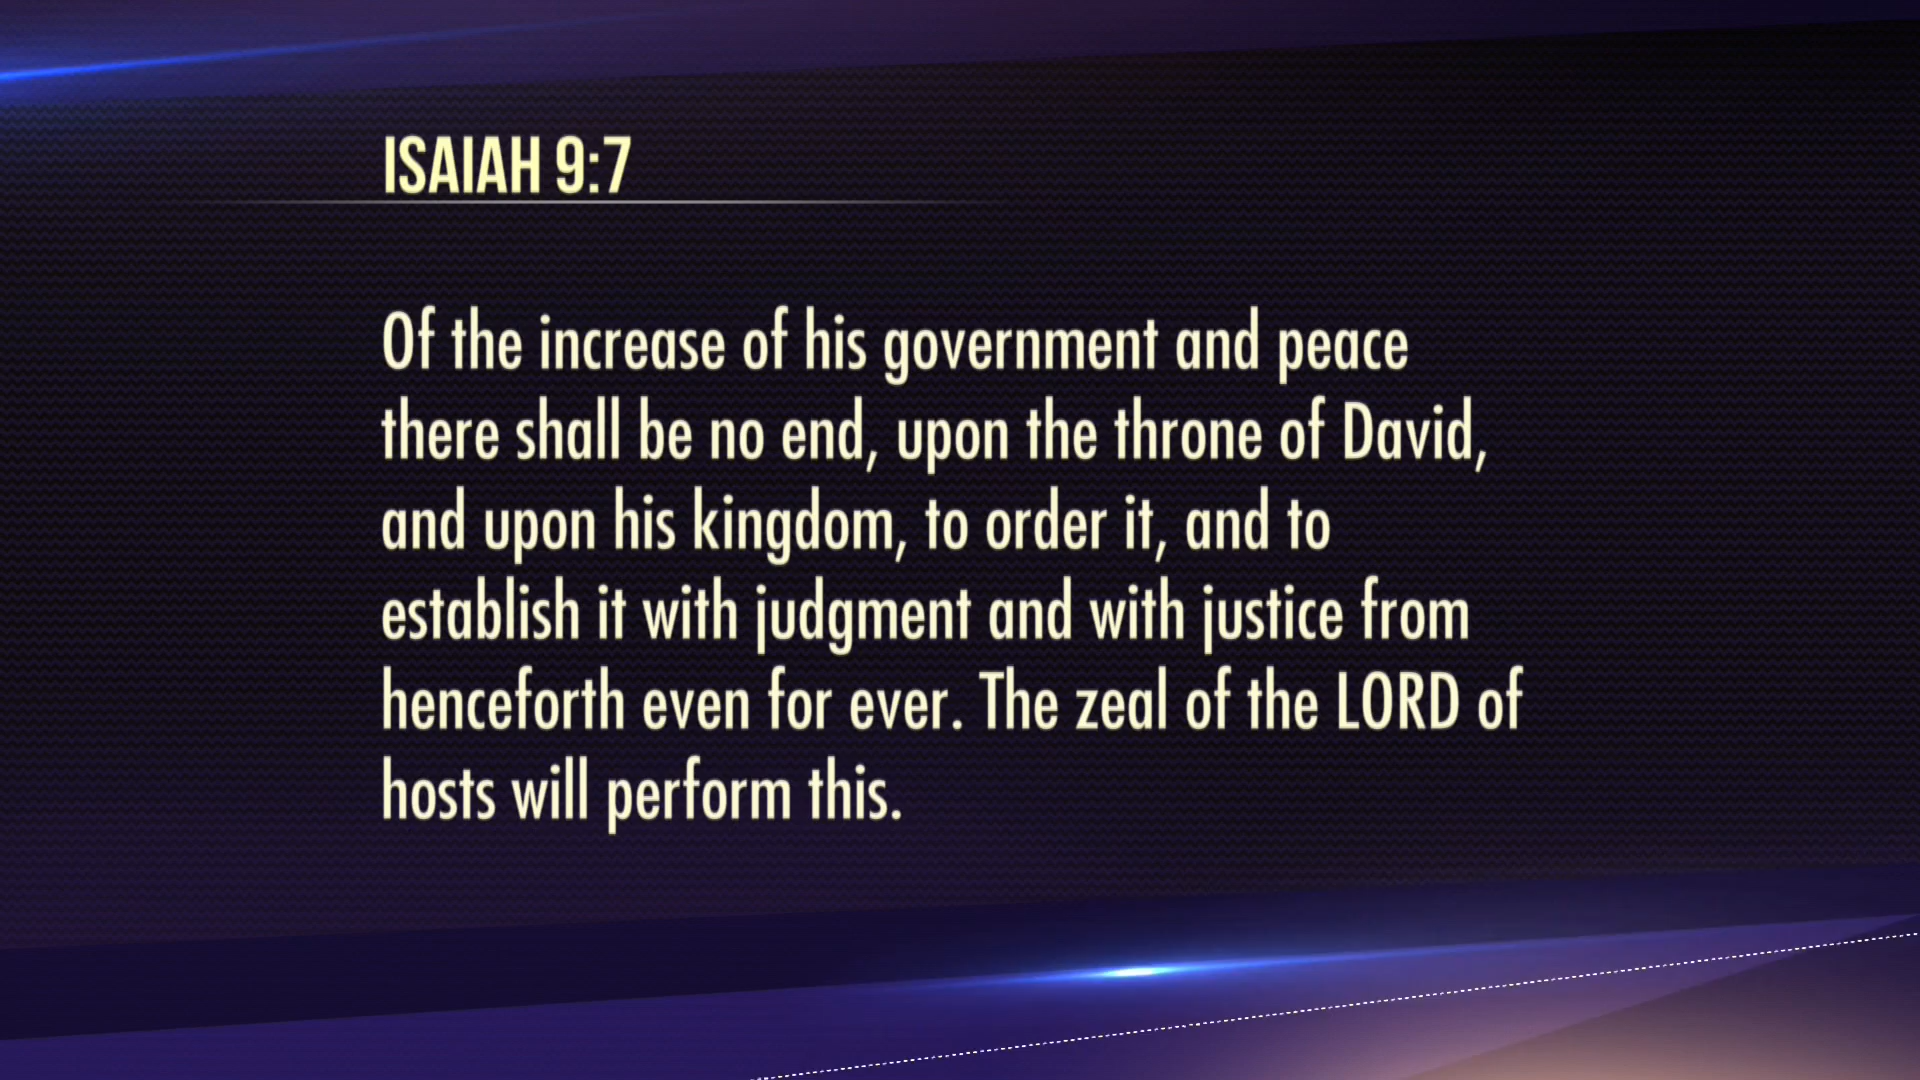 ISAIAH 9:7
Of the increase of his government and peace
there shall be no end, upon the throne of David,
and upon his kingdom, to order it, and to
establish it with judgment and with justice from
henceforth even for ever. The zeal of the LORD of
hosts will perform this.